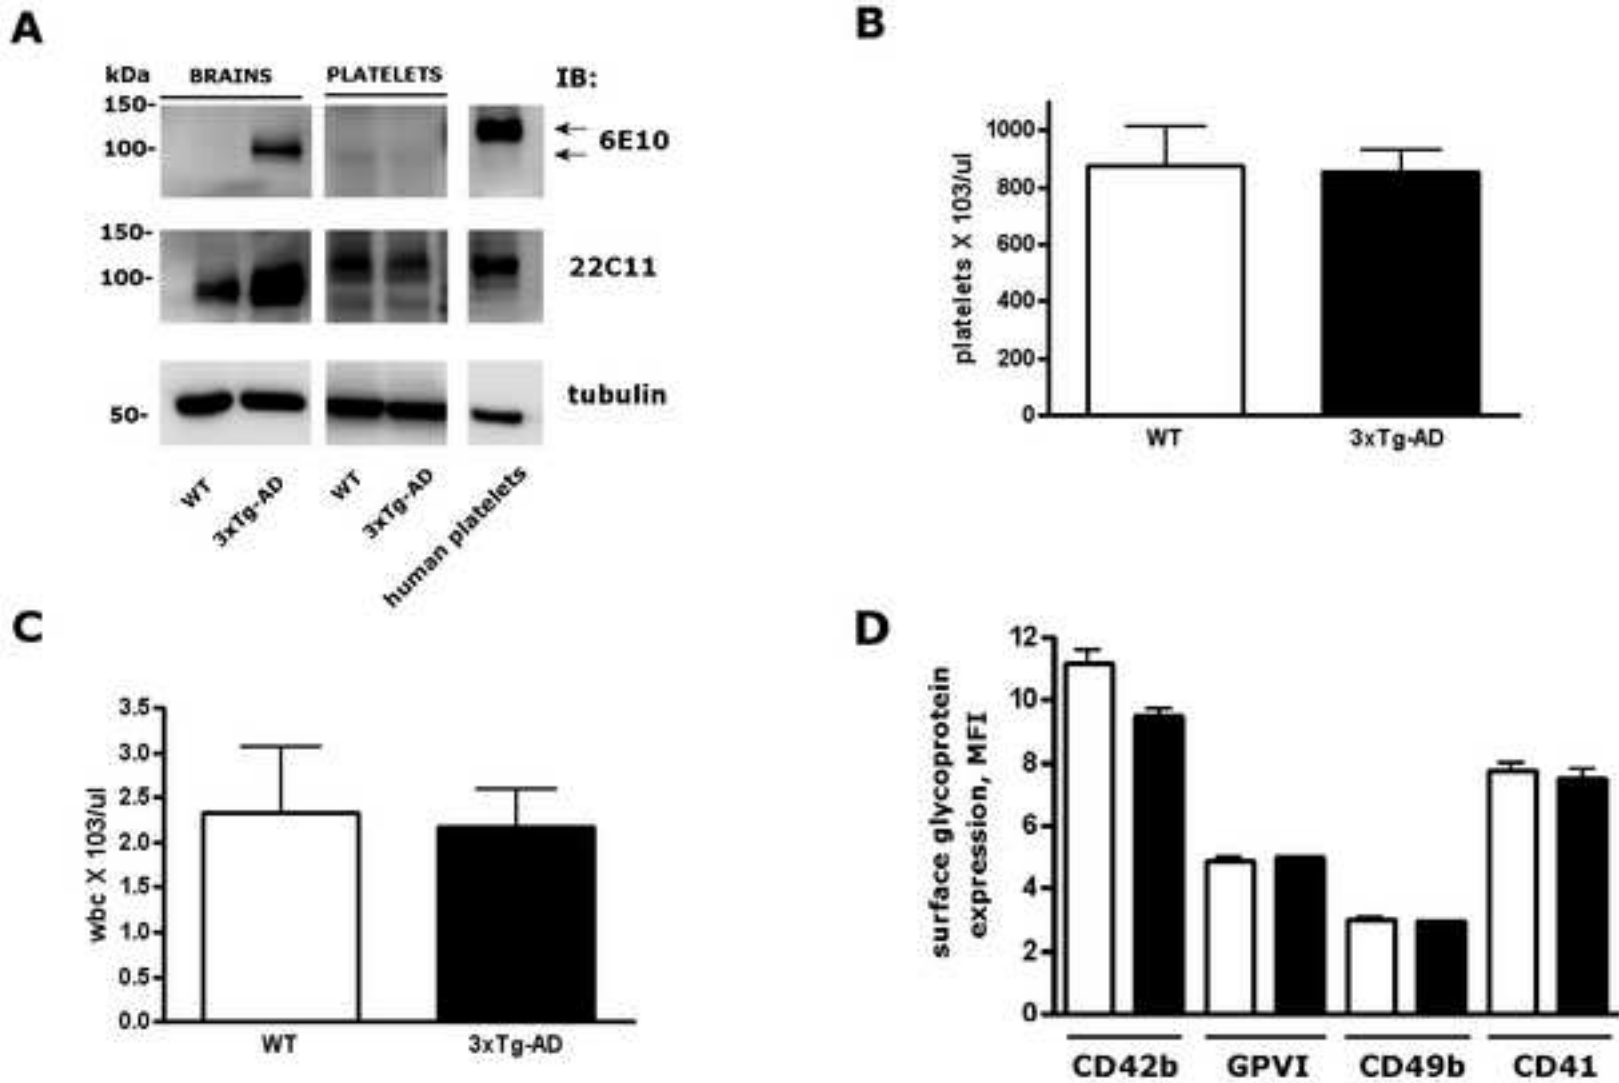 A
kDa BRAINS PLATELETS IB:
150-
100-
6E10
150-
100-
22C11
50-
tubulin
WT 3xTg-AD WT 3xTg-AD human platelets
B
platelets X 103/ul
1000
800
600
400
200
0
WT 3xTg-AD
C
wbc X 103/ul
3.5
3.0
2.5
2.0
1.5
1.0
0.5
0.0
WT 3xTg-AD
D
surface glycoprotein
expression, MFI
12
10
8
6
4
2
0
CD42b GPVI CD49b CD41